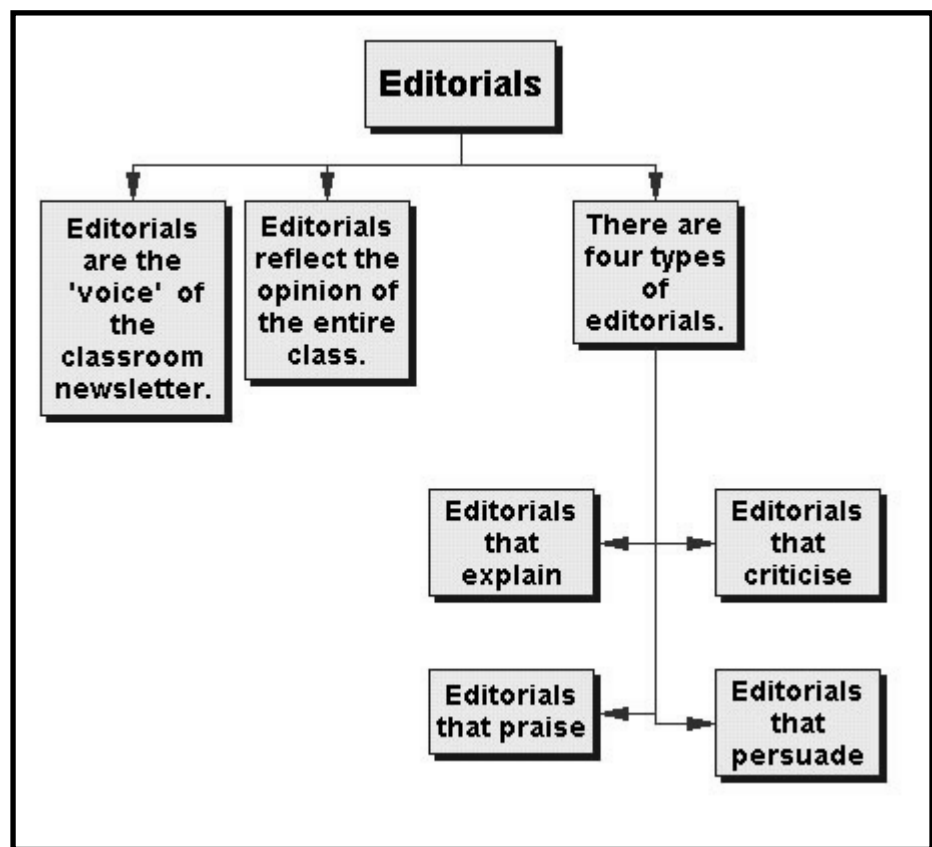 Editorials
Editorials
are the
'voice' of
the
classroom
newsletter.
Editorials
reflect the
opinion of
the entire
class.
There are
four types
of
editorials.
Editorials
that
explain
Editorials
that
criticise
Editorials
that praise
Editorials
that
persuade